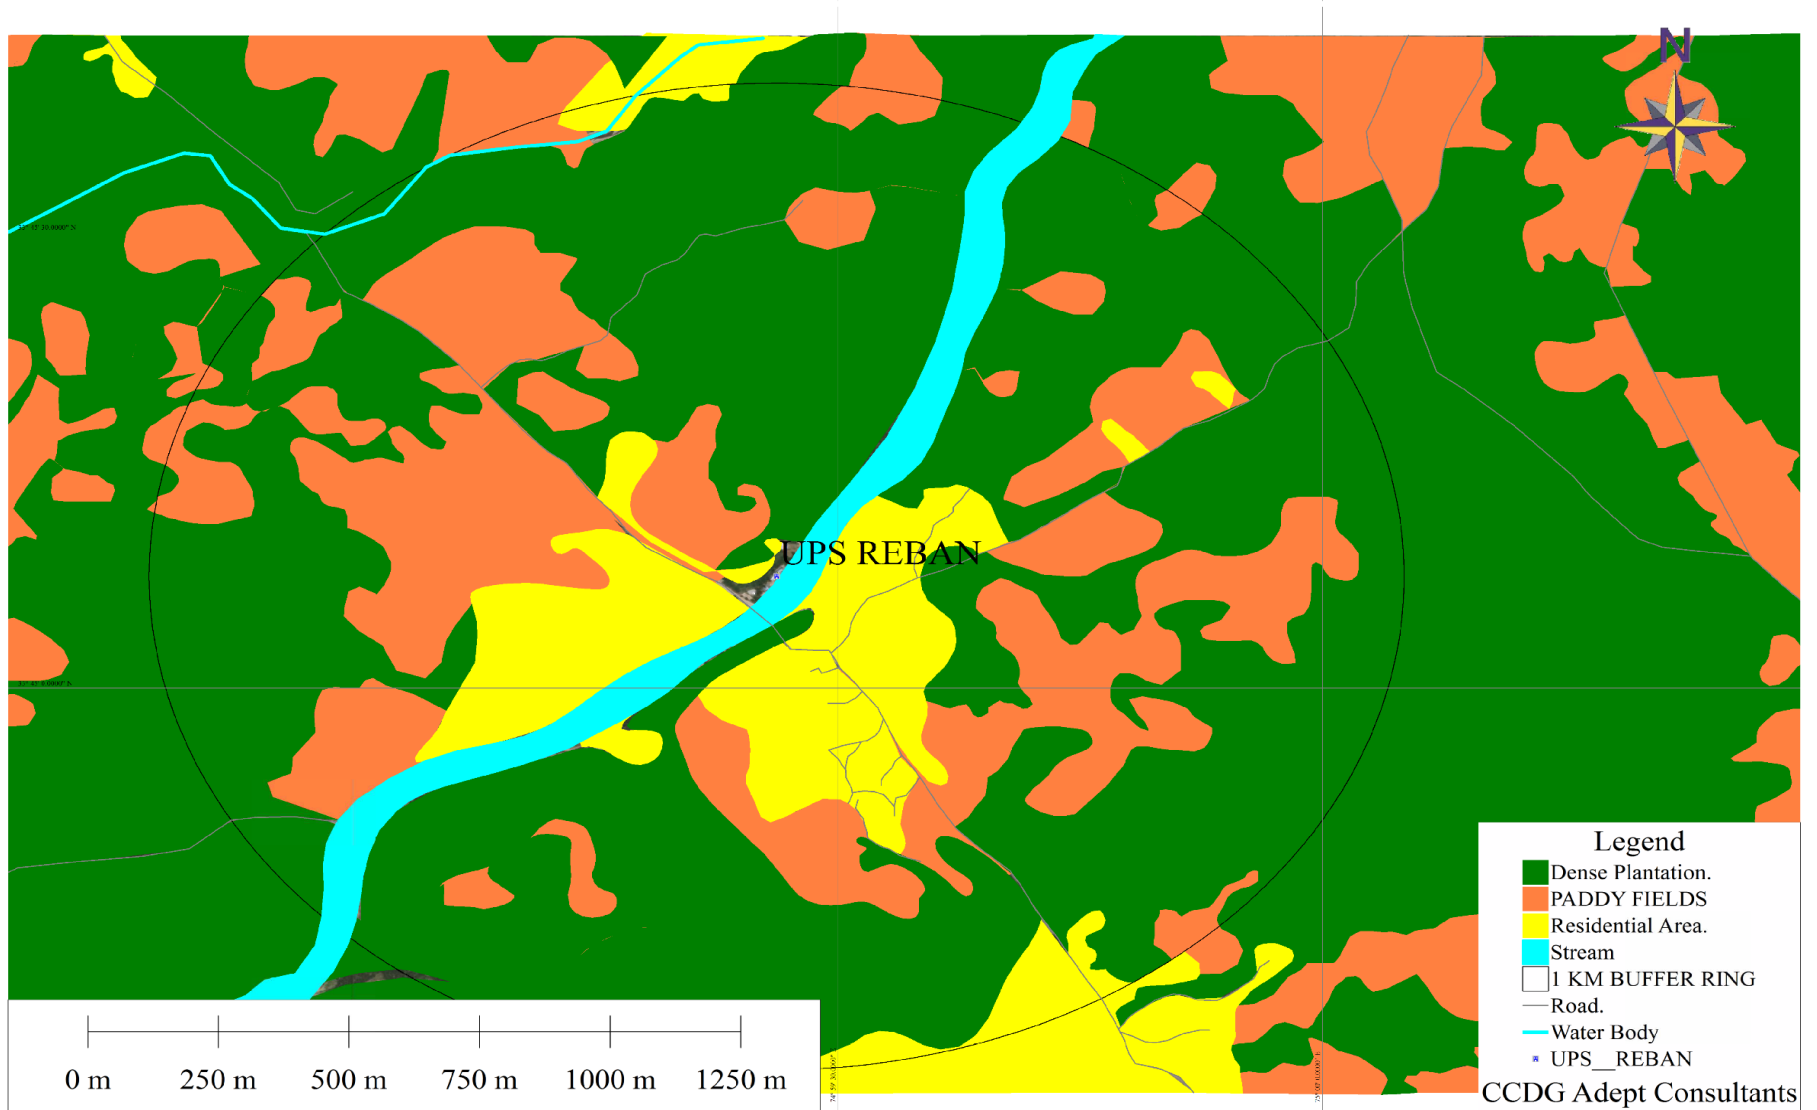 N
UPS REBAN
Legend
Dense Plantation.
PADDY FIELDS
Residential Area.
Stream
1 KM BUFFER RING
Road.
Water Body
UPS__REBAN
CCDG Adept Consultants
0 m 250 m 500 m 750 m 1000 m 1250 m